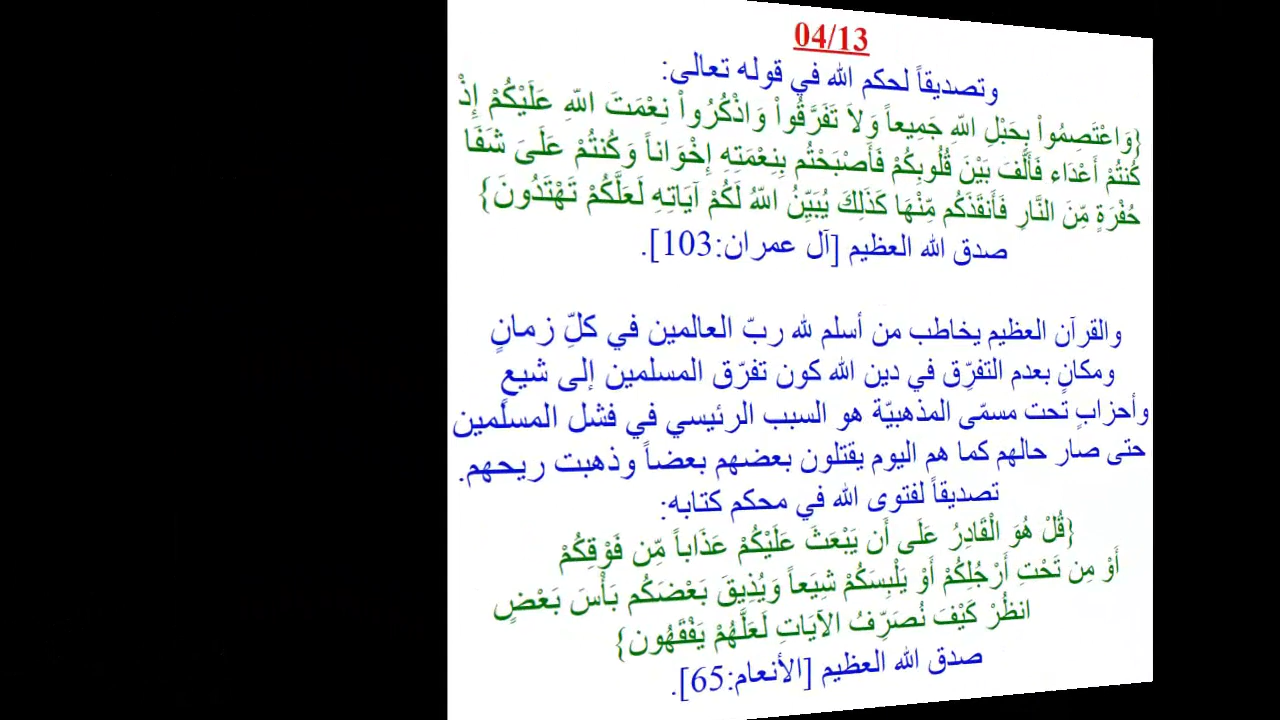 04/13
وتصديقاً لحكم الله في قوله تعالى:
{وَاعْتَصِمُواْ بِحَبْلِ اللّهِ جَمِيعاً وَلاَ تَفَرَّقُواْ وَاذْكُرُواْ نِعْمَتَ اللّهِ عَلَيْكُمْ إِذْ
كُنتُمْ أَعْدَاء فَأَلَّفَ بَيْنَ قُلُوبِكُمْ فَأَصْبَحْتُم بِنِعْمَتِهِ إِخْوَاناً وَكُنتُمْ عَلَىَ شَفَا
حُفْرَةٍ مِّنَ النَّارِ فَأَنقَذَكُم مِّنْهَا كَذَلِكَ يُبَيِّنُ اللّهُ لَكُمْ آيَاتِهِ لَعَلَّكُمْ تَهْتَدُونَ}
صدق الله العظيم [آل عمران:103].
والقرآن العظيم يخاطب من أسلم لله ربّ العالمين في كلِّ زمانٍ
ومكانٍ بعدم التفرِّق في دين الله كون تفرّق المسلمين إلى شيعٍ
وأحزابٍ تحت مسمّى المذهبيّة هو السبب الرئيسي في فشل المسلمين
حتى صار حالهم كما هم اليوم يقتلون بعضهم بعضاً وذهبت ريحهم.
تصديقاً لفتوى الله في محكم كتابه:
{قُلْ هُوَ الْقَادِرُ عَلَى أَن يَبْعَثَ عَلَيْكُمْ عَذَاباً مِّن فَوْقِكُمْ
أَوْ مِن تَحْتِ أَرْجُلِكُمْ أَوْ يَلْبِسَكُمْ شِيَعاً وَيُذِيقَ بَعْضَكُم بَأْسَ بَعْضٍ
انظُرْ كَيْفَ نُصَرِّفُ الآيَاتِ لَعَلَّهُمْ يَفْقَهُون}
صدق الله العظيم [الأنعام:65].